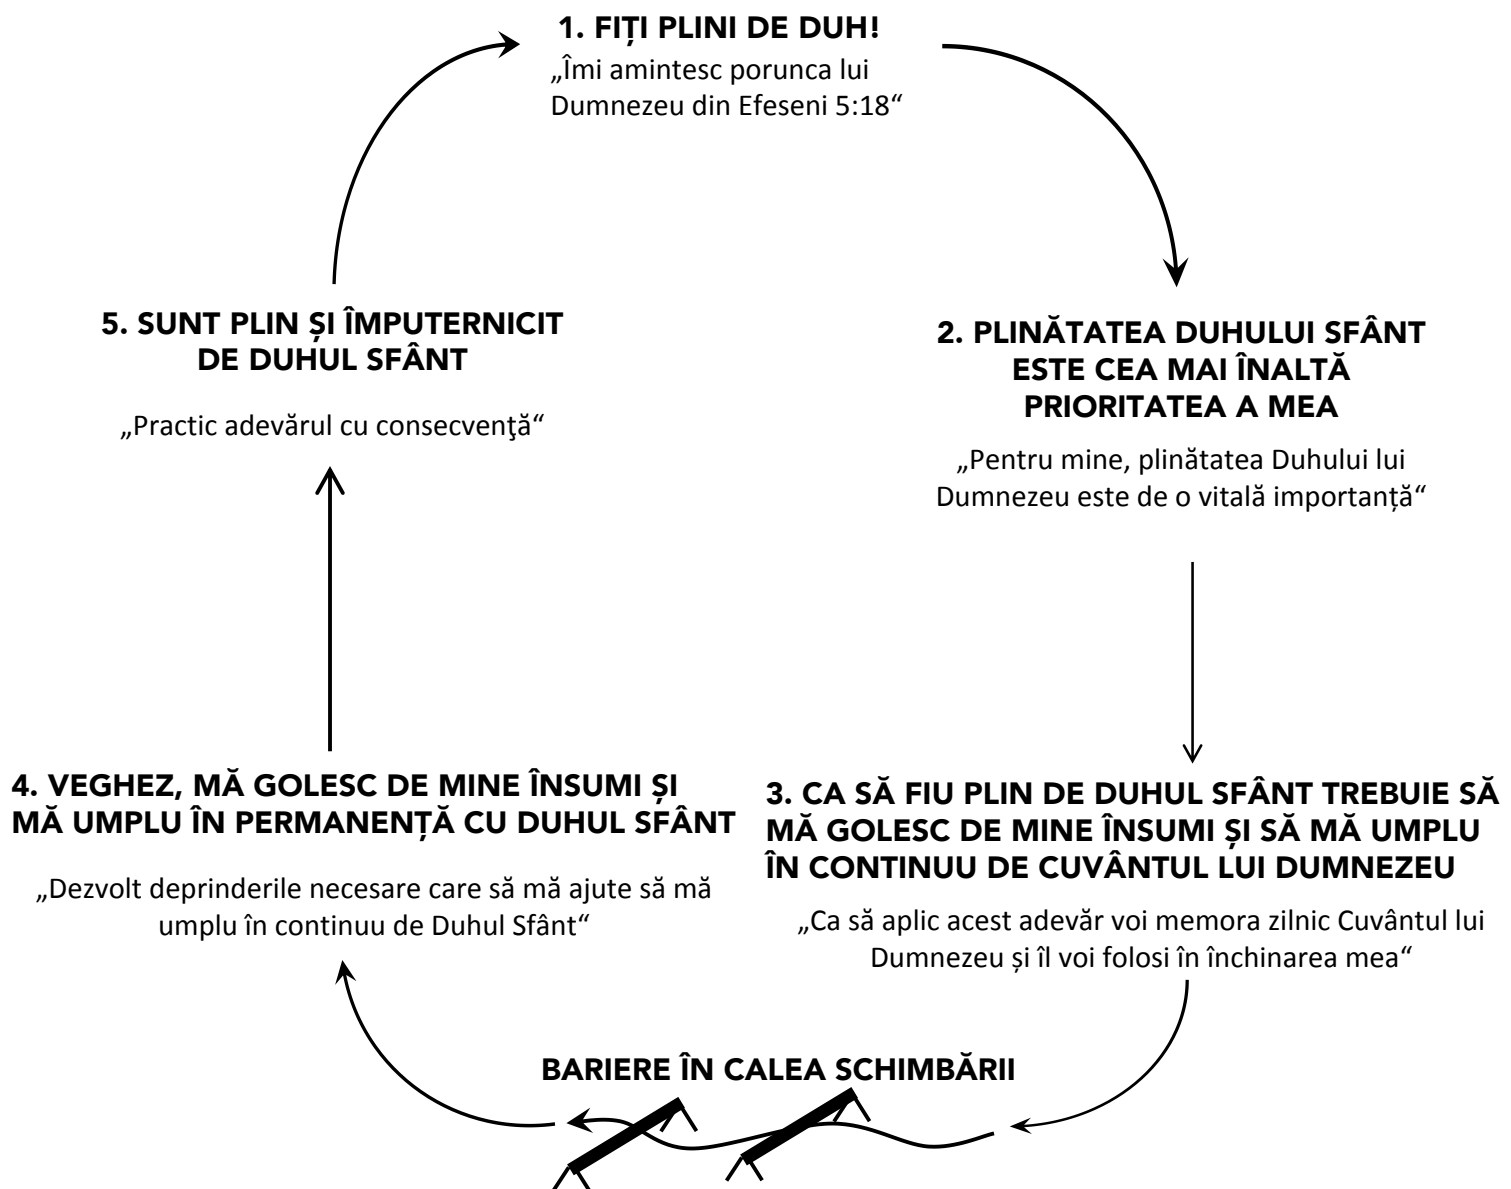 1. FIȚI PLINI DE DUH!
„Îmi amintesc porunca lui
Dumnezeu din Efeseni 5:18“
2. PLINĂTATEA DUHULUI SFÂNT
ESTE CEA MAI ÎNALTĂ
PRIORITATEA A MEA
„Pentru mine, plinătatea Duhului lui
Dumnezeu este de o vitală importanță“
3. CA SĂ FIU PLIN DE DUHUL SFÂNT TREBUIE SĂ
MĂ GOLESC DE MINE ÎNSUMI ȘI SĂ MĂ UMPLU
ÎN CONTINUU DE CUVÂNTUL LUI DUMNEZEU
„Ca să aplic acest adevăr voi memora zilnic Cuvântul lui
Dumnezeu și îl voi folosi în închinarea mea“
BARIERE ÎN CALEA SCHIMBĂRII
4. VEGHEZ, MĂ GOLESC DE MINE ÎNSUMI ȘI
MĂ UMPLU ÎN PERMANENȚĂ CU DUHUL SFÂNT
„Dezvolt deprinderile necesare care să mă ajute să mă
umplu în continuu de Duhul Sfânt“
5. SUNT PLIN ȘI ÎMPUTERNICIT
DE DUHUL SFÂNT
„Practic adevărul cu consecvenţă“